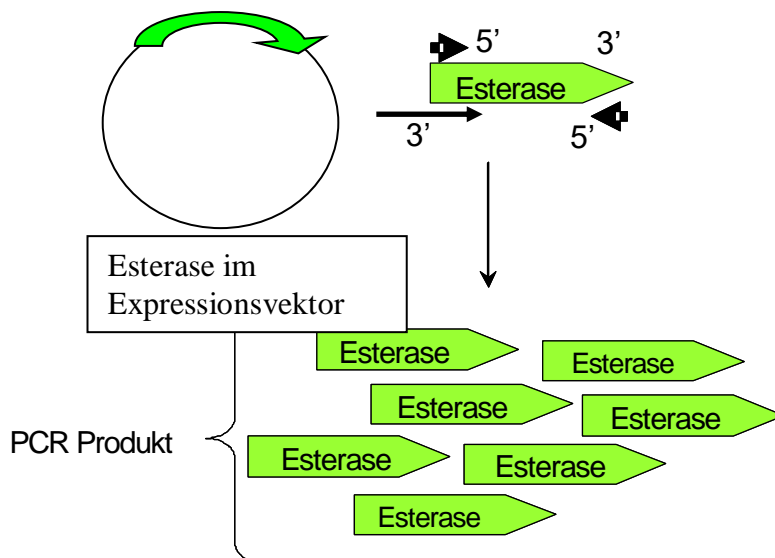 5’ 3’
Esterase
3’ 5’
Esterase im
Expressionsvektor
Esterase
Esterase
Esterase
Esterase
PCR Produkt
Esterase
Esterase
Esterase